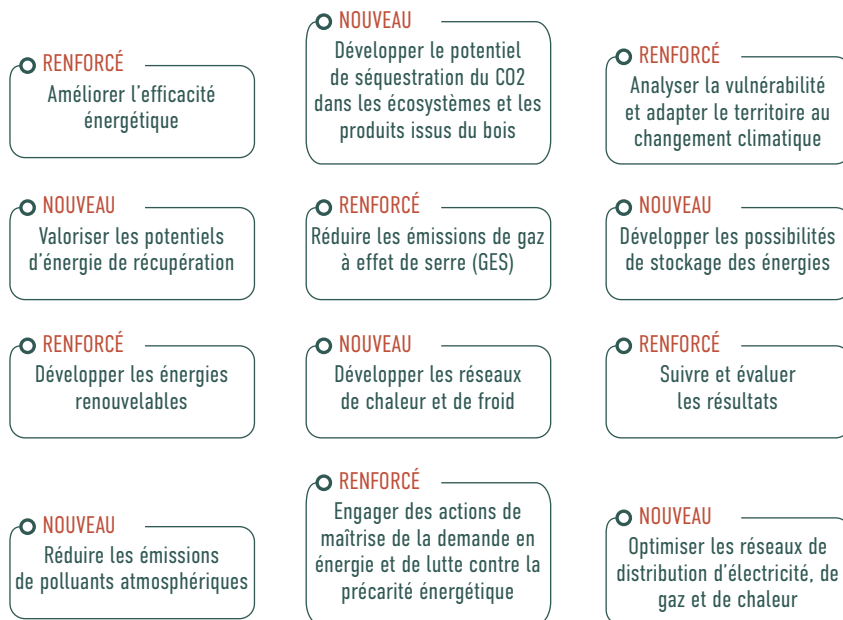 RENFORCÉ
Améliorer l’efficacité
énergétique
NOUVEAU
Développer le potentiel
de séquestration du CO2
dans les écosystèmes et les
produits issus du bois
RENFORCÉ
Analyser la vulnérabilité
et adapter le territoire au
changement climatique
NOUVEAU
Valoriser les potentiels
d’énergie de récupération
RENFORCÉ
Réduire les émissions de gaz
à effet de serre (GES)
NOUVEAU
Développer les possibilités
de stockage des énergies
RENFORCÉ
Développer les énergies
renouvelables
NOUVEAU
Développer les réseaux
de chaleur et de froid
RENFORCÉ
Suivre et évaluer
les résultats
NOUVEAU
Réduire les émissions
de polluants atmosphériques
RENFORCÉ
Engager des actions de
maîtrise de la demande en
énergie et de lutte contre la
précarité énergétique
NOUVEAU
Optimiser les réseaux de
distribution d’électricité, de
gaz et de chaleur